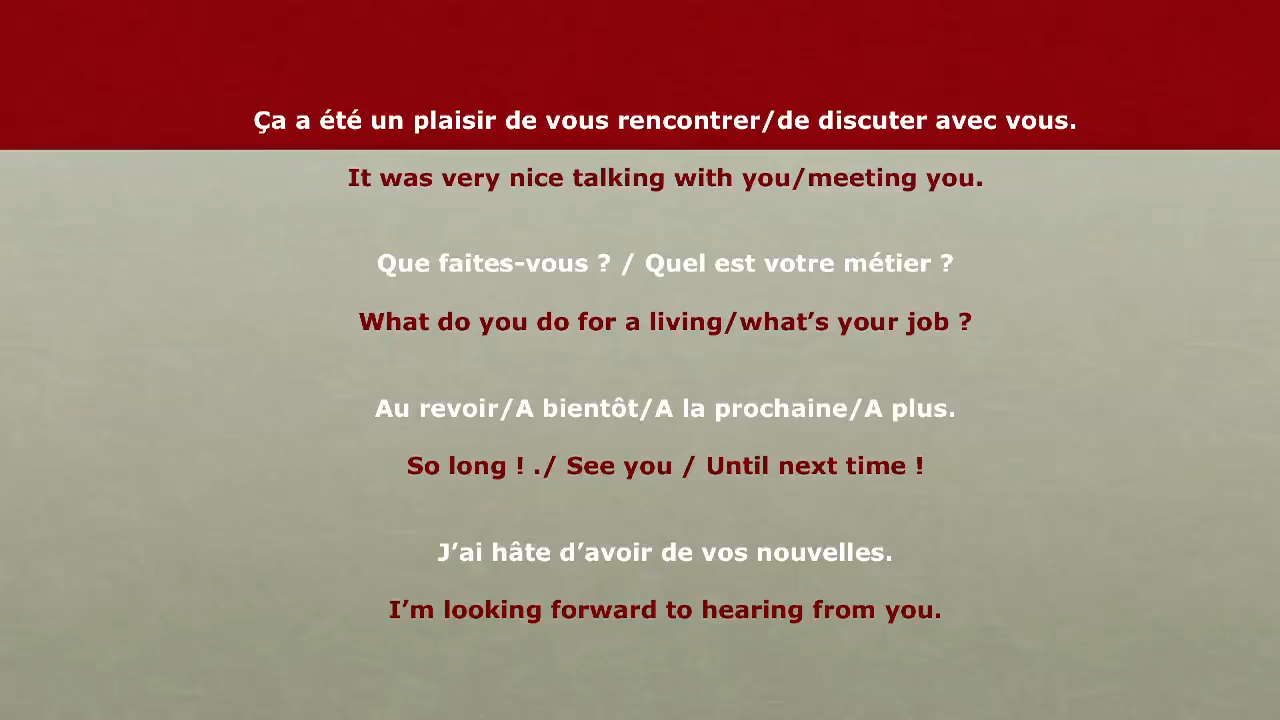 Ça a été un plaisir de vous rencontrer/de discuter avec vous.
It was very nice talking with you/meeting you.
Que faites-vous ? / Quel est votre métier ?
What do you do for a living/what’s your job ?
Au revoir/A bientôt/A la prochaine/A plus.
So long ! ./ See you / Until next time !
J’ai hâte d’avoir de vos nouvelles.
I’m looking forward to hearing from you.